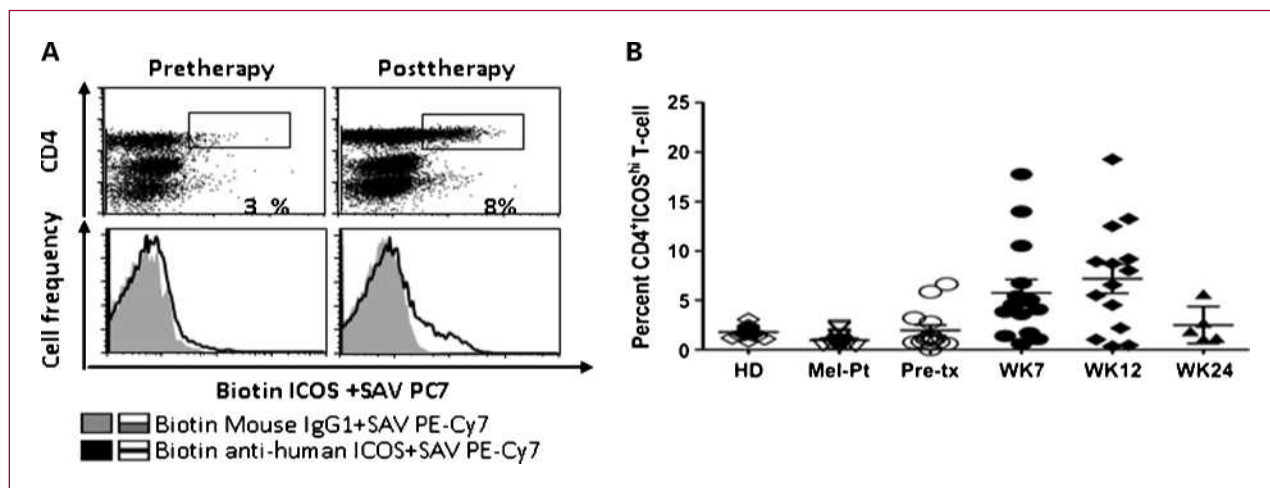 A
Pretherapy
Posttherapy
CD4
3 %
8%
Cell frequency
Biotin ICOS +SAV PC7
Biotin Mouse IgG1+SAV PE-Cy7
Biotin anti-human ICOS+SAV PE-Cy7
B
Percent CD4⁺ICOSʰⁱ T-cell
25
20
15
10
5
0
HD Mel-Pt Pre-tx WK7 WK12 WK24